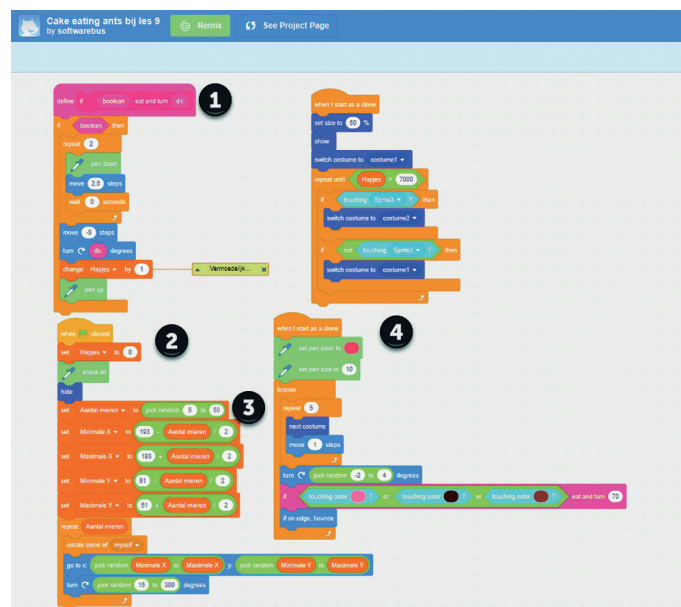 Cake eating ants bij les 9
by softwarebus
Remix
See Project Page
1
define if boolean eat and turn dir.
if boolean then
repeat 2
pen down
move 2.5 steps
wait 0 seconds
move -5 steps
turn dir. degrees
change Hapjes by 1
Vermoedelijk...
pen up
when I start as a clone
set size to 50 %
show
switch costume to costume1
repeat until Hapjes > 7000
if touching Sprite3 ? then
switch costume to costume2
if not touching Sprite3 ? then
switch costume to costume1
2
when clicked
set Hapjes to 0
erase all
hide
3
set Aantal mieren to pick random 5 to 50
set Minimale X to 193 - Aantal mieren / 2
set Maximale X to 193 + Aantal mieren / 2
set Minimale Y to 51 - Aantal mieren / 2
set Maximale Y to 51 + Aantal mieren / 2
repeat Aantal mieren
create clone of myself
go to x: pick random Minimale X to Maximale X y: pick random Minimale Y to Maximale Y
turn pick random 15 to 300 degrees
4
when I start as a clone
set pen color to
set pen size to 10
forever
repeat 5
next costume
move 1 steps
turn pick random -2 to 4 degrees
if touching color ? or touching color ? or touching color ? eat and turn 70
if on edge, bounce